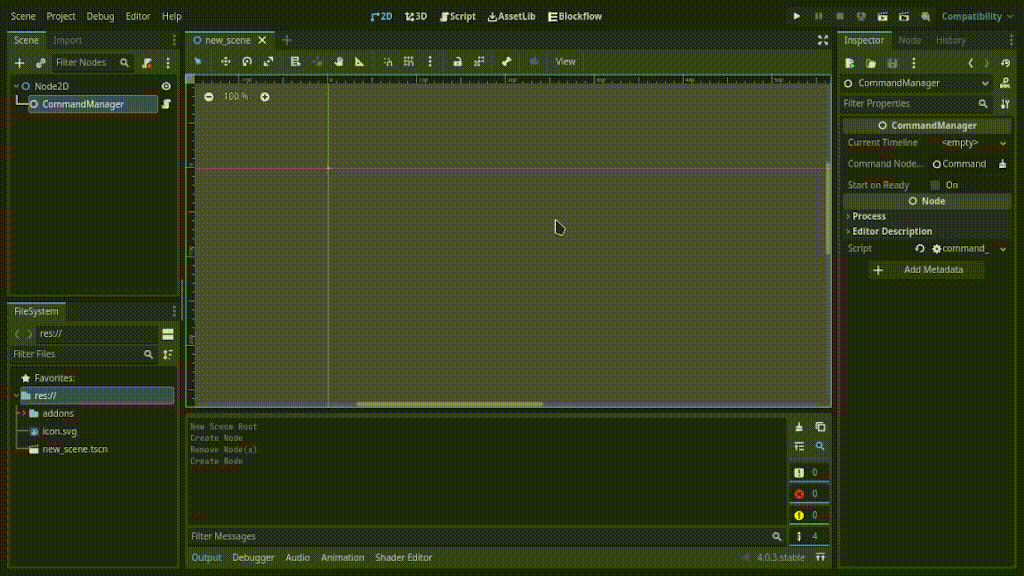 Scene Project Debug Editor Help 2D 3D Script AssetLib Blockflow Compatibility
Scene Import
Filter Nodes
Node2D
CommandManager
new_scene
View
100 %
FileSystem
res://
Filter Files
Favorites:
res://
addons
icon.svg
new_scene.tscn
New Scene Root
Create Node
Remove Node(s)
Create Node
0
0
0
4
Filter Messages
Output Debugger Audio Animation Shader Editor 4.0.3.stable
Inspector Node History
CommandManager
Filter Properties
CommandManager
Current Timeline <empty>
Command Node... Command
Start on Ready On
Node
Process
Editor Description
Script command_
Add Metadata